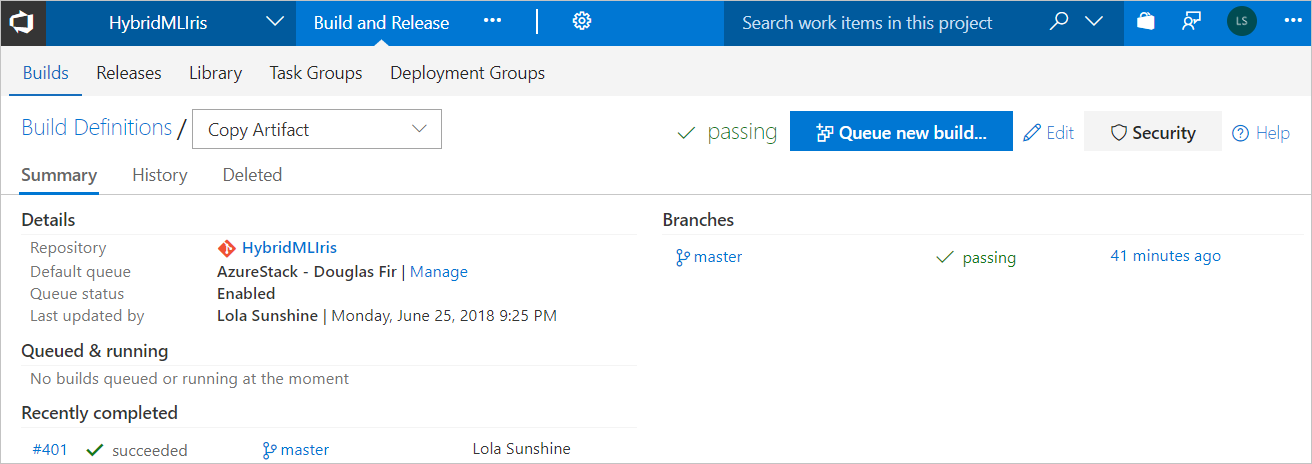 HybridMLIris Build and Release ••• Search work items in this project LS •••
Builds Releases Library Task Groups Deployment Groups
Build Definitions / Copy Artifact passing Queue new build... Edit Security Help
Summary History Deleted
Details
Repository HybridMLIris
Default queue AzureStack - Douglas Fir | Manage
Queue status Enabled
Last updated by Lola Sunshine | Monday, June 25, 2018 9:25 PM
Queued & running
No builds queued or running at the moment
Recently completed
#401 succeeded master Lola Sunshine
Branches
master passing 41 minutes ago